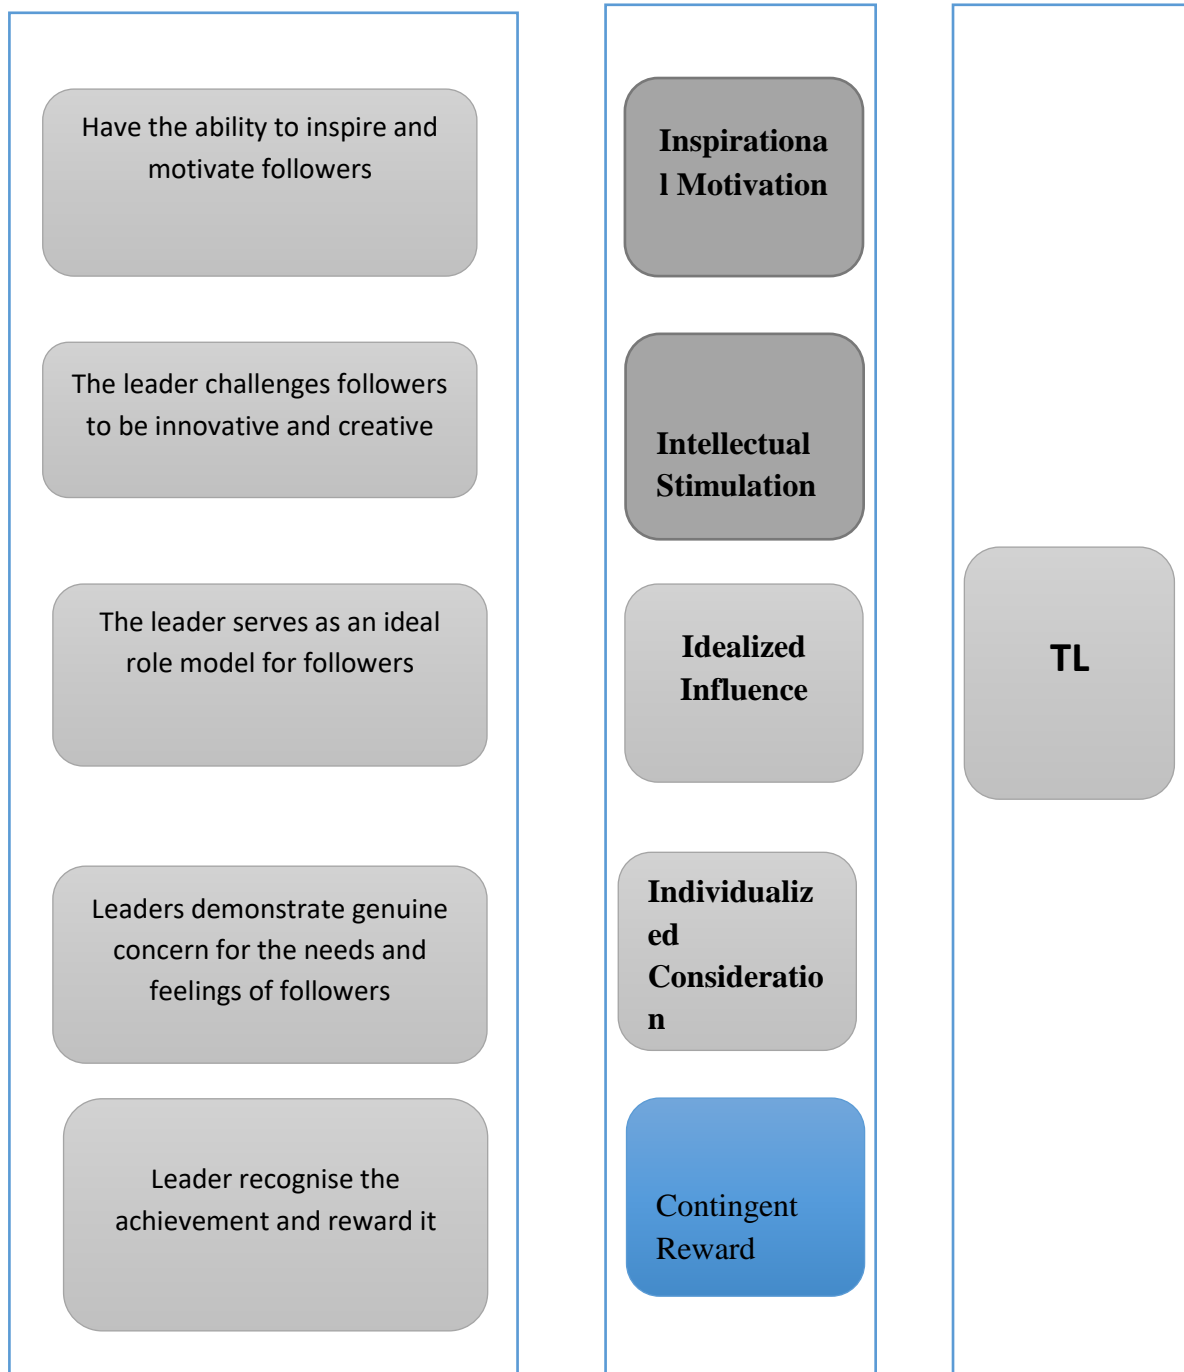 Have the ability to inspire and
motivate followers
Inspirationa
l Motivation
The leader challenges followers
to be innovative and creative
Intellectual
Stimulation
The leader serves as an ideal
role model for followers
Idealized
Influence
TL
Leaders demonstrate genuine
concern for the needs and
feelings of followers
Individualiz
ed
Consideratio
n
Leader recognise the
achievement and reward it
Contingent
Reward